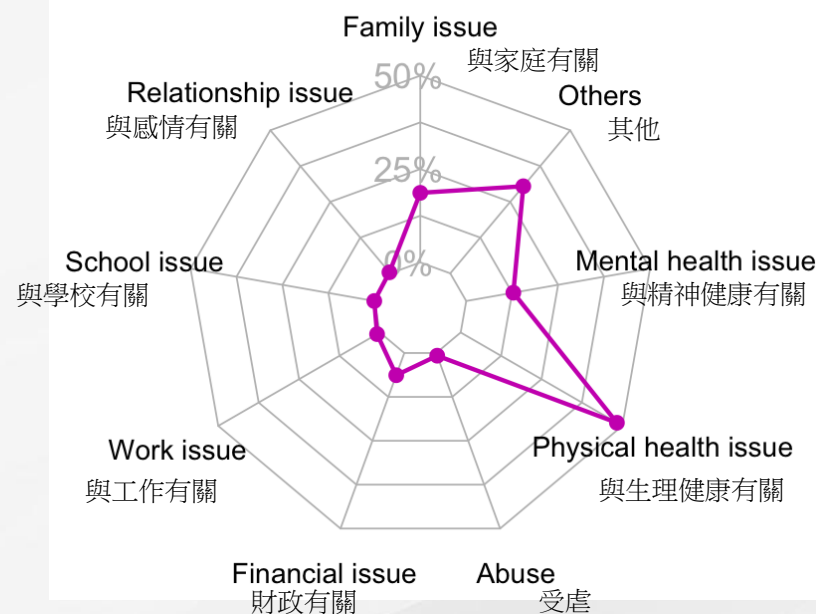 Family issue
與家庭有關
50%
Others
其他
Relationship issue
與感情有關
25%
Mental health issue
與精神健康有關
0%
School issue
與學校有關
Physical health issue
與生理健康有關
Work issue
與工作有關
Financial issue
財政有關
Abuse
受虐